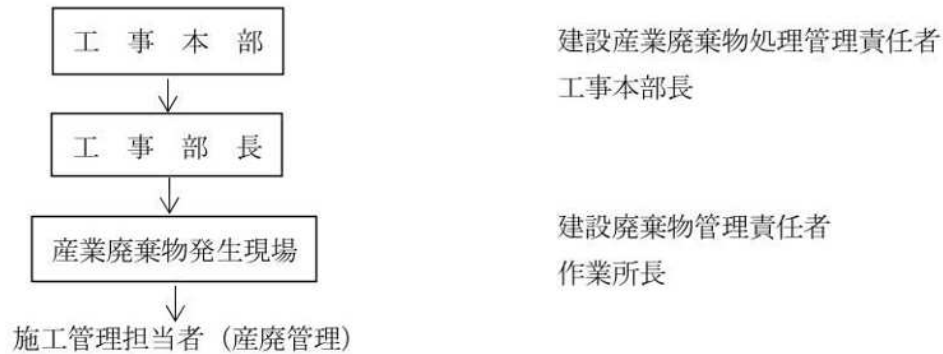 工 事 本 部
建設産業廃棄物処理管理責任者
工事本部長
工 事 部 長
産業廃棄物発生現場
建設廃棄物管理責任者
作業所長
施工管理担当者（産廃管理）